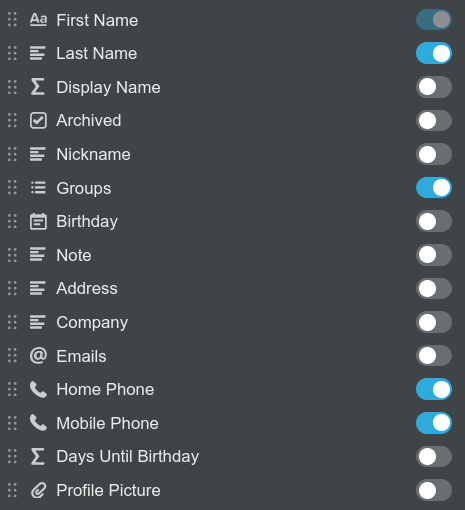 First Name
Last Name
Display Name
Archived
Nickname
Groups
Birthday
Note
Address
Company
Emails
Home Phone
Mobile Phone
Days Until Birthday
Profile Picture